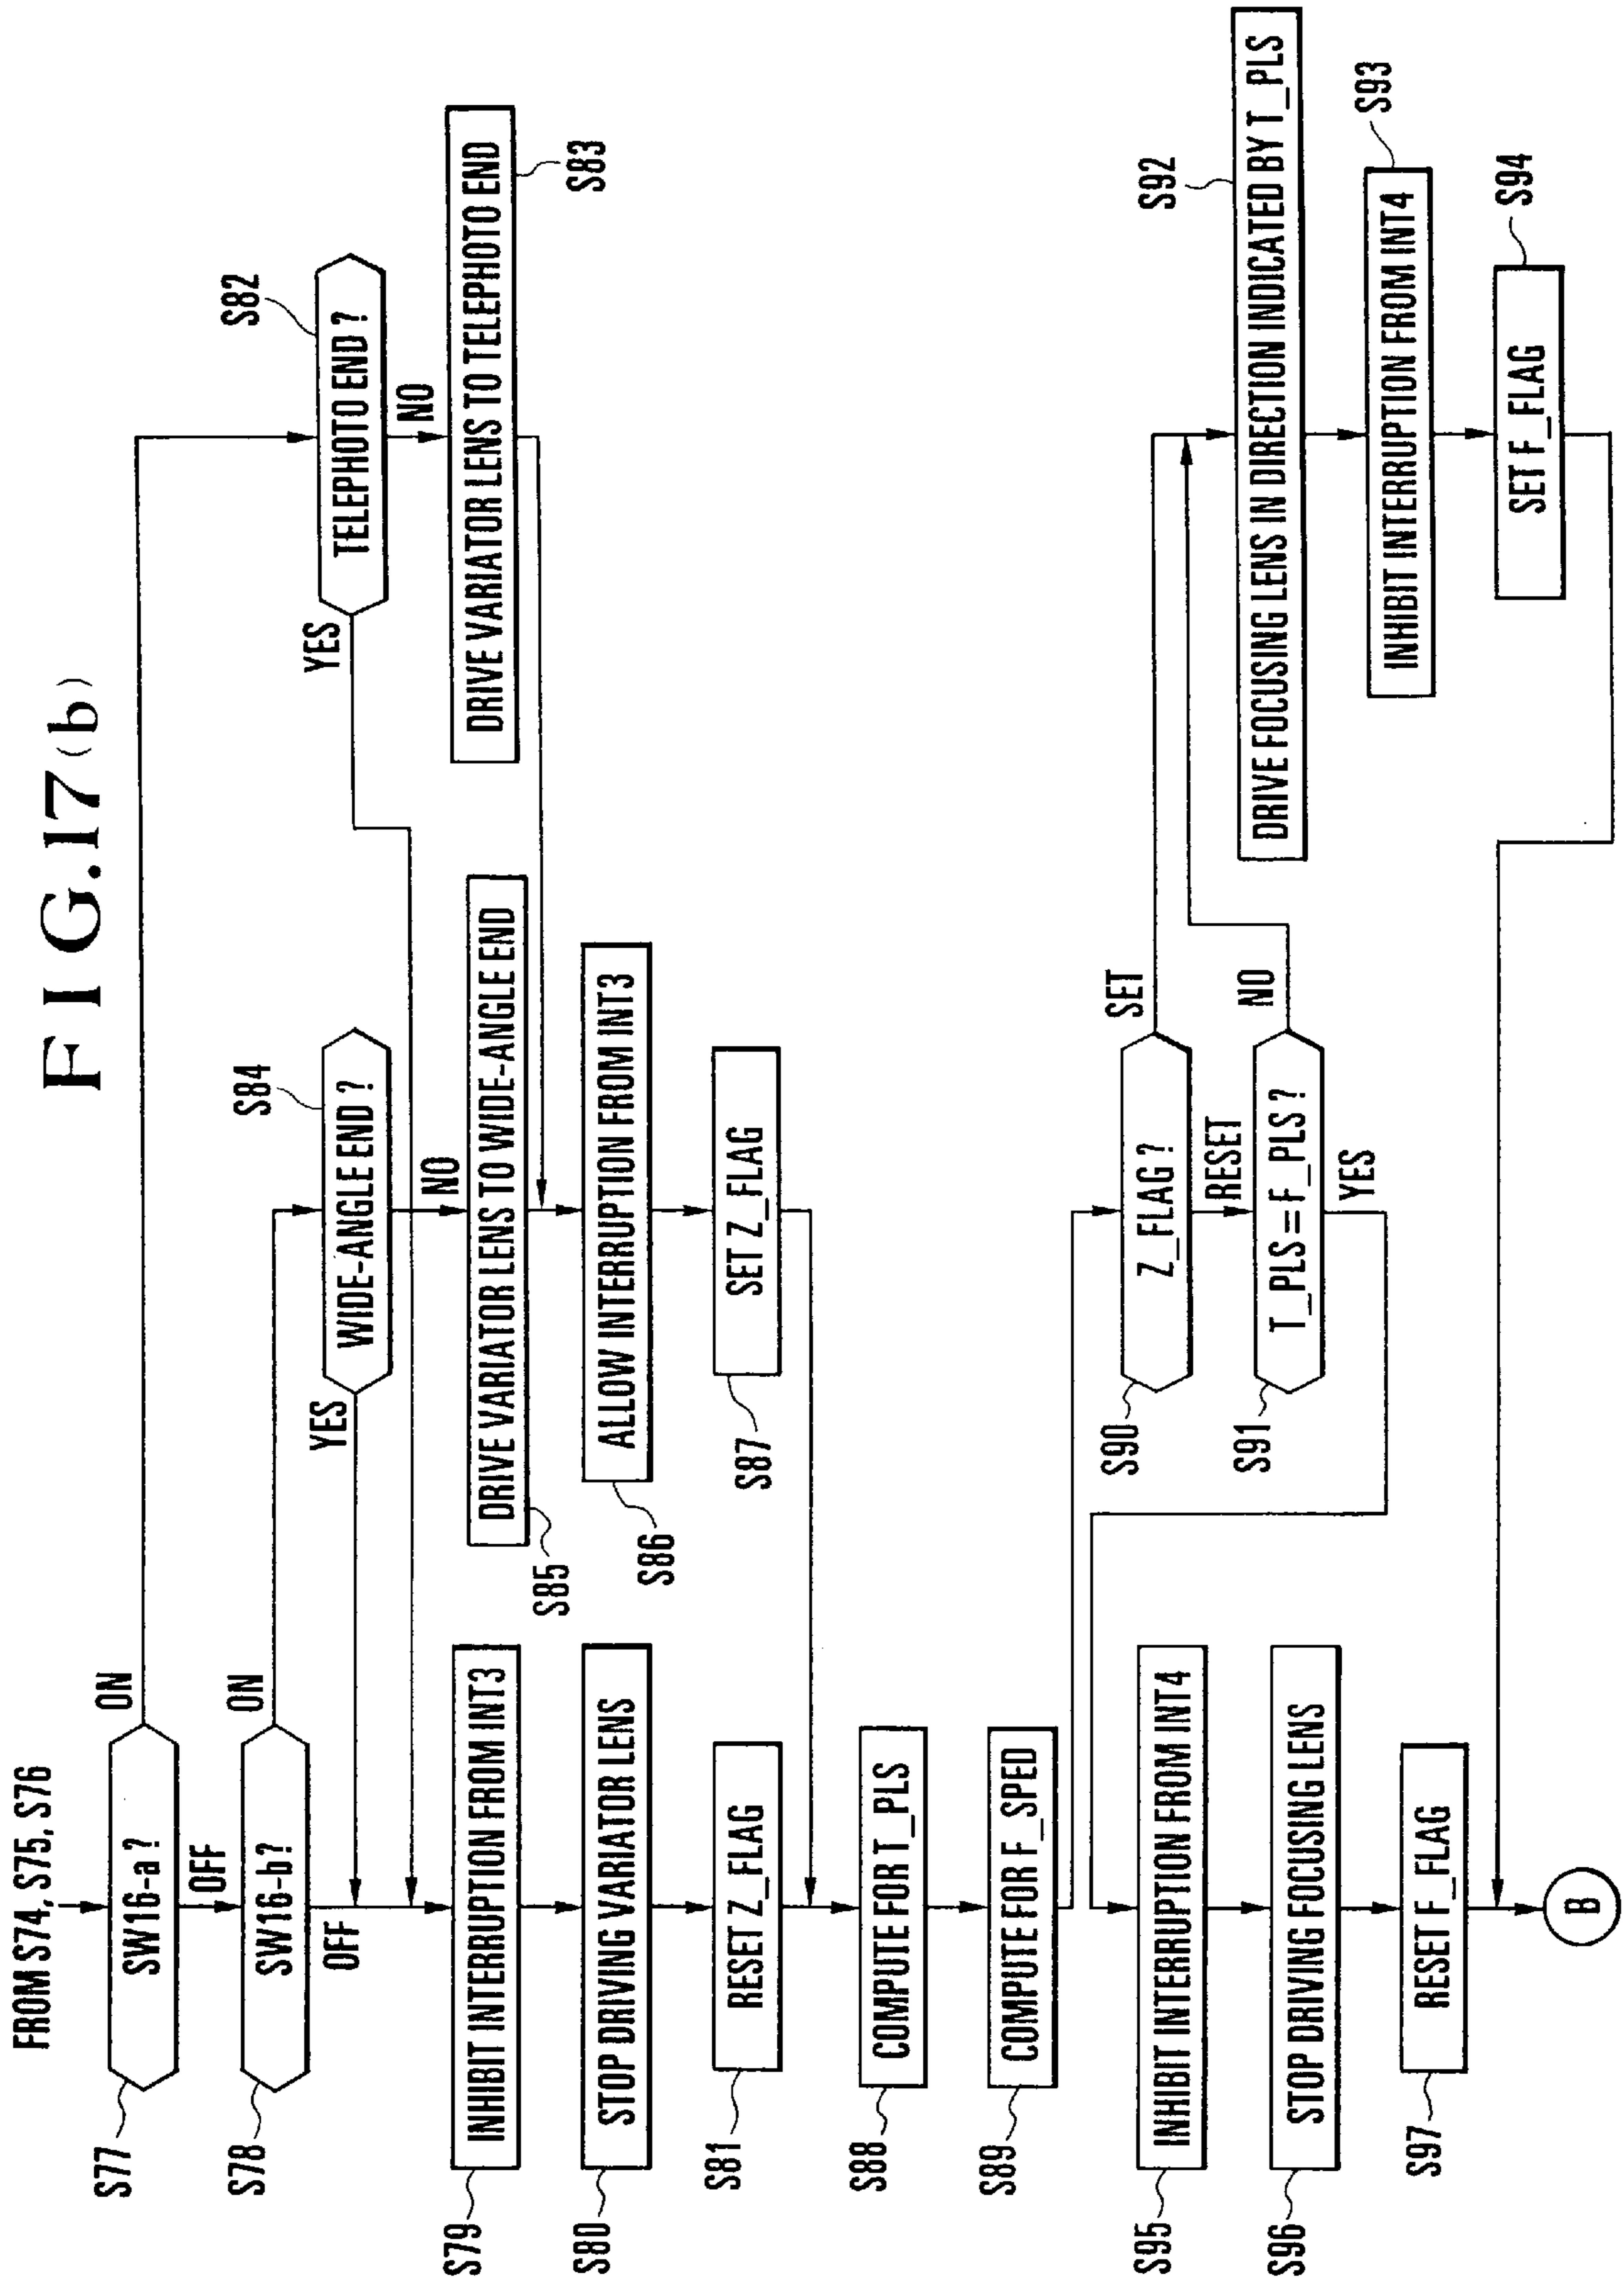 FIG.17(b)
FROM S74, S75, S76
S77
SW16-a?
ON
OFF
S78
SW16-b?
ON
OFF
S84
WIDE-ANGLE END?
YES
NO
S82
TELEPHOTO END?
YES
NO
S79
INHIBIT INTERRUPTION FROM INT3
S85
DRIVE VARIATOR LENS TO WIDE-ANGLE END
DRIVE VARIATOR LENS TO TELEPHOTO END
S83
S80
STOP DRIVING VARIATOR LENS
S86
ALLOW INTERRUPTION FROM INT3
S81
RESET Z_FLAG
S87
SET Z_FLAG
S88
COMPUTE FOR T_PLS
S89
COMPUTE FOR F_SPED
S90
Z_FLAG?
SET
RESET
S91
T_PLS=F_PLS?
NO
YES
S92
DRIVE FOCUSING LENS IN DIRECTION INDICATED BY T_PLS
S95
INHIBIT INTERRUPTION FROM INT4
S93
INHIBIT INTERRUPTION FROM INT4
S96
STOP DRIVING FOCUSING LENS
S94
SET F_FLAG
S97
RESET F_FLAG
B